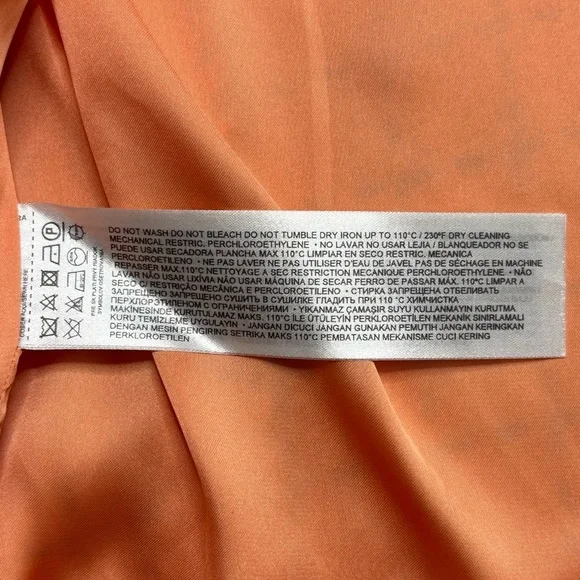 DO NOT WASH DO NOT BLEACH DO NOT TUMBLE DRY IRON UP TO 110°C / 230ºF DRY CLEANING
MECHANICAL RESTRIC. PERCHLOROETHYLENE • NO LAVAR NO USAR LEJIA / BLANQUEADOR NO SE
PUEDE USAR SECADORA PLANCHA MAX 110°C LIMPIAR EN SECO RESTRIC. MECANICA
PERCLOROETILENO • NE PAS LAVER NE PAS UTILISER D'EAU DE JAVEL PAS DE SÉCHAGE EN MACHINE
REPASSER MAX.110°C NETTOYAGE A SEC RESTRICTION MECANIQUE PERCHLORETHYLENE • NÃO
LAVAR NÃO USAR LIXÍVIA NÃO USAR MÁQUINA DE SECAR FERRO DE PASSAR MAX. 110°C LIMPAR A
SECO C/ RESTRIÇÃO MECÂNICA E PERCLOROETILENO • СТИРКА ЗАПРЕЩЕНА ОТБЕЛИВАТЬ
ЗАПРЕЩЕНО ЗАПРЕЩЕНО СУШИТЬ В СУШИЛКЕ ГЛАДИТЬ ПРИ 110 °C ХИМЧИСТКА
ПЕРХЛОРЭТИЛЕНОМ С ОГРАНИЧЕНИЯМИ • YIKANMAZ ÇAMAŞIR SUYU KULLANMAYIN KURUTMA
MAKİNESİNDE KURUTMAYIN MAKS. 110°C İLE ÜTÜLEYİN PERKLOROETİLEN MEKANİK SINIRLAMALI
KURU TEMİZLEME UYGULAYIN • JANGAN DICUCI JANGAN GUNAKAN PEMUTIH JANGAN KERINGKAN
DENGAN MESIN PENGIRING SETRIKA MAKS 110°C PEMBATASAN MEKANISME CUCI KERING
PERKLOROETILEN